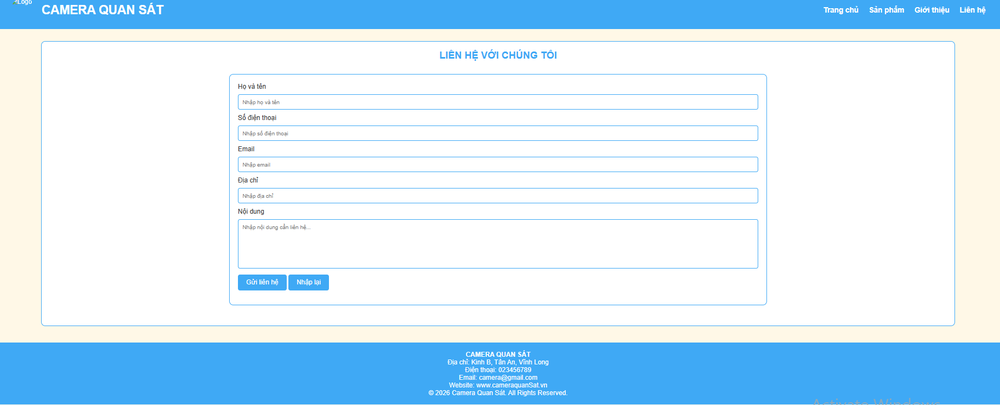 Logo
CAMERA QUAN SÁT
Trang chủ Sản phẩm Giới thiệu Liên hệ
LIÊN HỆ VỚI CHÚNG TÔI
Họ và tên
Nhập họ và tên
Số điện thoại
Nhập số điện thoại
Email
Nhập email
Địa chỉ
Nhập địa chỉ
Nội dung
Nhập nội dung cần liên hệ...
Gửi liên hệ Nhập lại
CAMERA QUAN SÁT
Địa chỉ: Kinh B, Tân An, Vĩnh Long
Điện thoại: 023456789
Email: camera@gmail.com
Website: www.cameraquanSat.vn
© 2026 Camera Quan Sát. All Rights Reserved.
Activate Windows